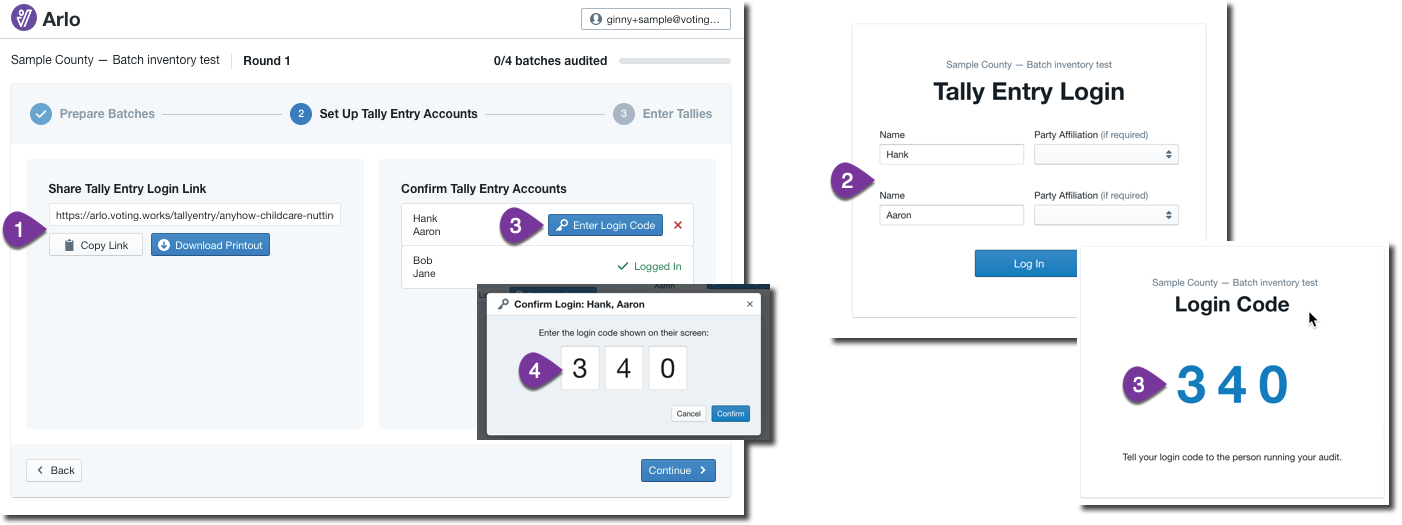 Arlo
ginny+sample@voting...
Sample County — Batch inventory test
Round 1
0/4 batches audited
Prepare Batches
2
Set Up Tally Entry Accounts
3
Enter Tallies
Share Tally Entry Login Link
1
https://arlo.voting.works/tallyentry/anyhow-childcare-nuttin
Copy Link
Download Printout
Confirm Tally Entry Accounts
Hank
Aaron
3
Enter Login Code
Bob
Jane
Logged In
Aaron
Confirm Login: Hank, Aaron
Enter the login code shown on their screen:
4
3 4 0
Cancel
Confirm
Back
Continue
Sample County — Batch inventory test
Tally Entry Login
Name
Party Affiliation (if required)
Hank
2
Name
Party Affiliation (if required)
Aaron
Log In
Sample County — Batch inventory test
Login Code
3
3 4 0
Tell your login code to the person running your audit.